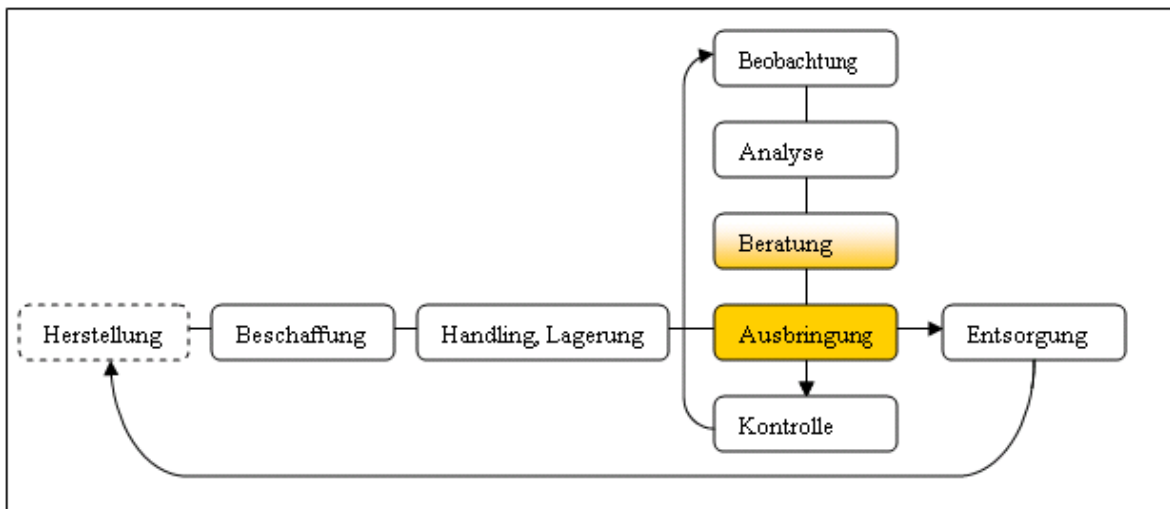 Beobachtung
Analyse
Beratung
Herstellung
Beschaffung
Handling, Lagerung
Ausbringung
Entsorgung
Kontrolle